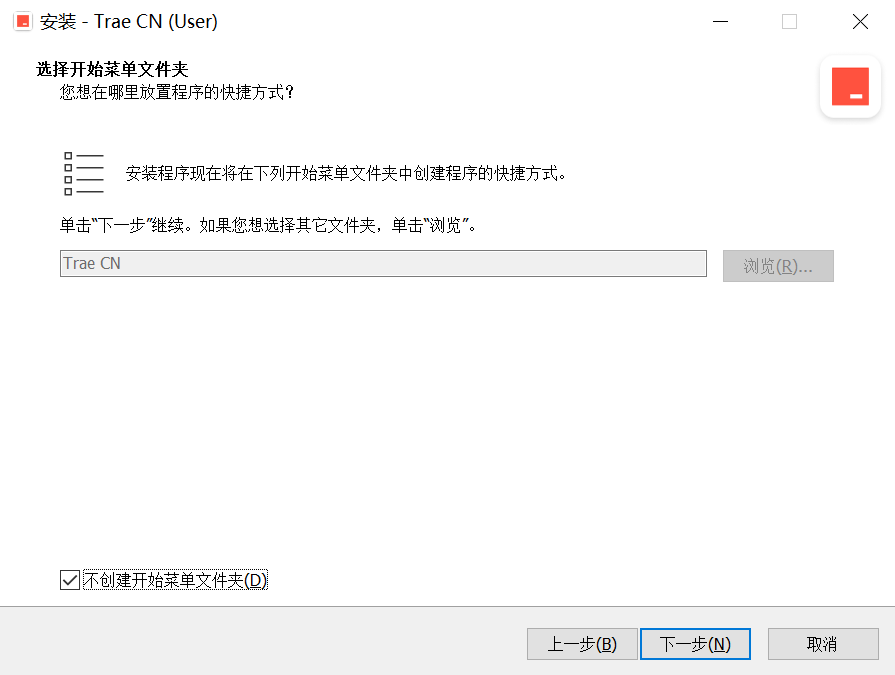 安装 - Trae CN (User)
选择开始菜单文件夹
您想在哪里放置程序的快捷方式？
安装程序现在将在下列开始菜单文件夹中创建程序的快捷方式。
单击“下一步”继续。如果您想选择其它文件夹，单击“浏览”。
Trae CN
浏览(R)...
不创建开始菜单文件夹(D)
上一步(B)
下一步(N)
取消